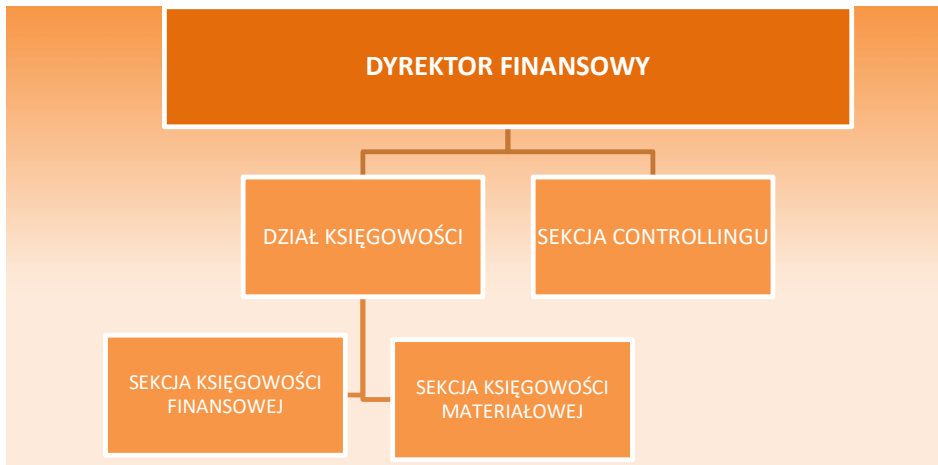 DYREKTOR FINANSOWY
DZIAŁ KSIĘGOWOŚCI
SEKCJA CONTROLLINGU
SEKCJA KSIĘGOWOŚCI
FINANSOWEJ
SEKCJA KSIĘGOWOŚCI
MATERIAŁOWEJ